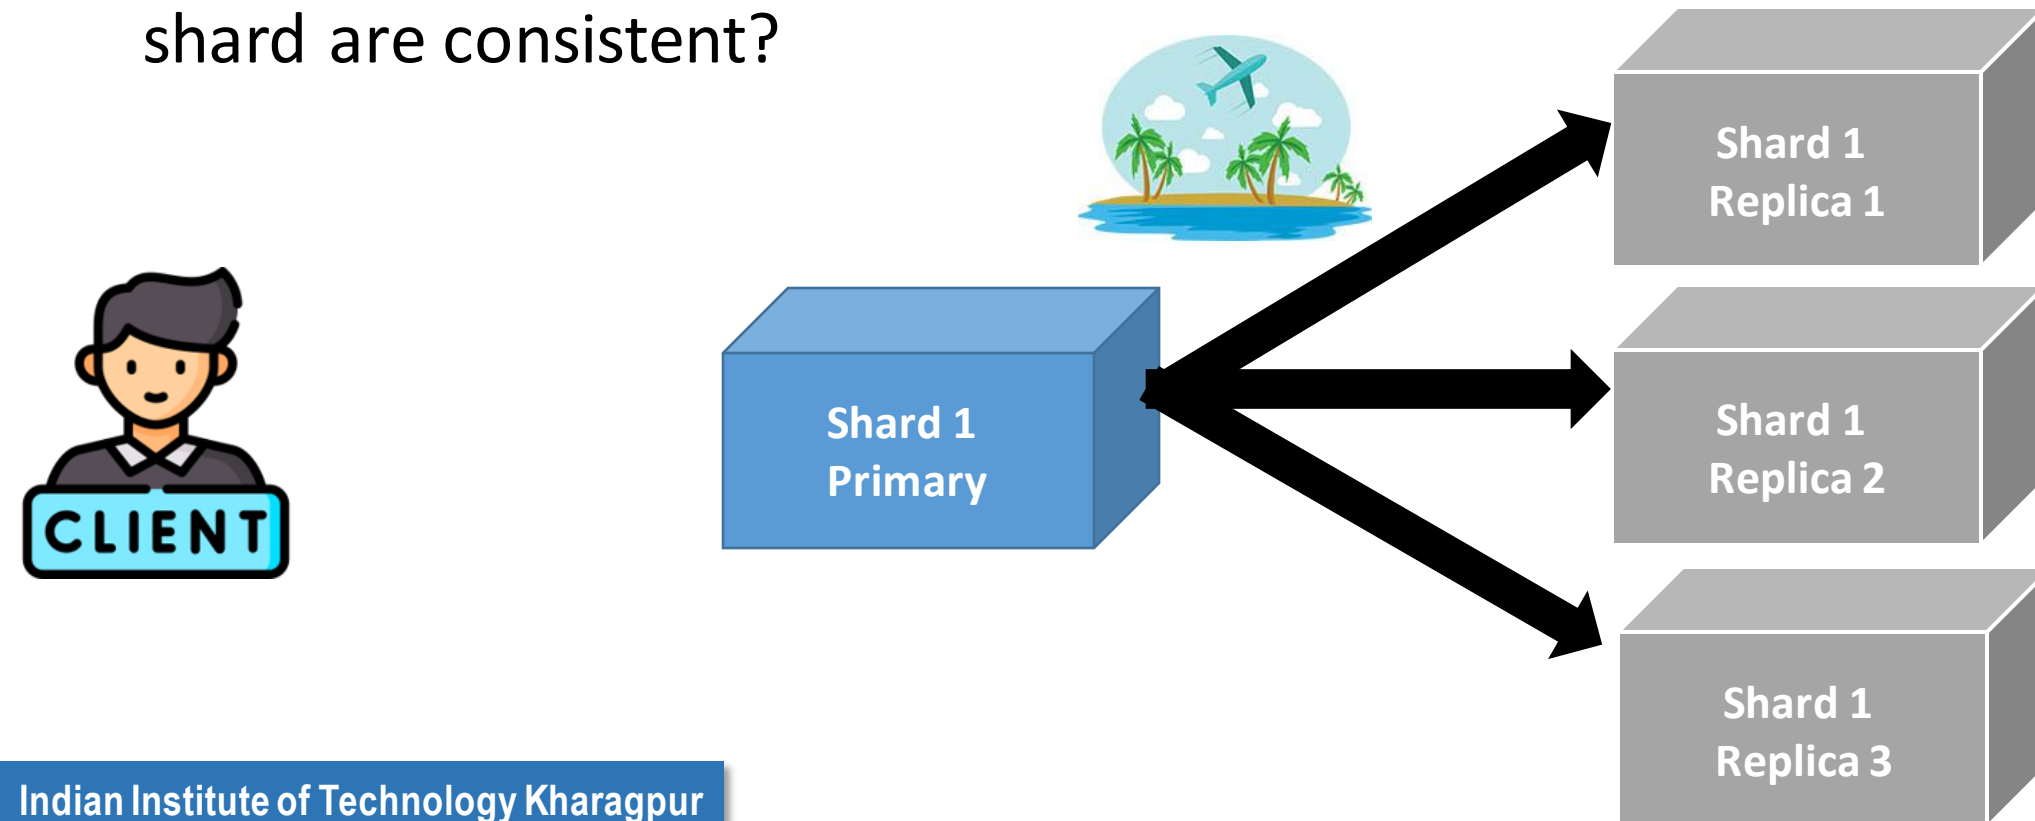 shard are consistent?
Shard 1
Replica 1
CLIENT
Shard 1
Primary
Shard 1
Replica 2
Shard 1
Replica 3
Indian Institute of Technology Kharagpur